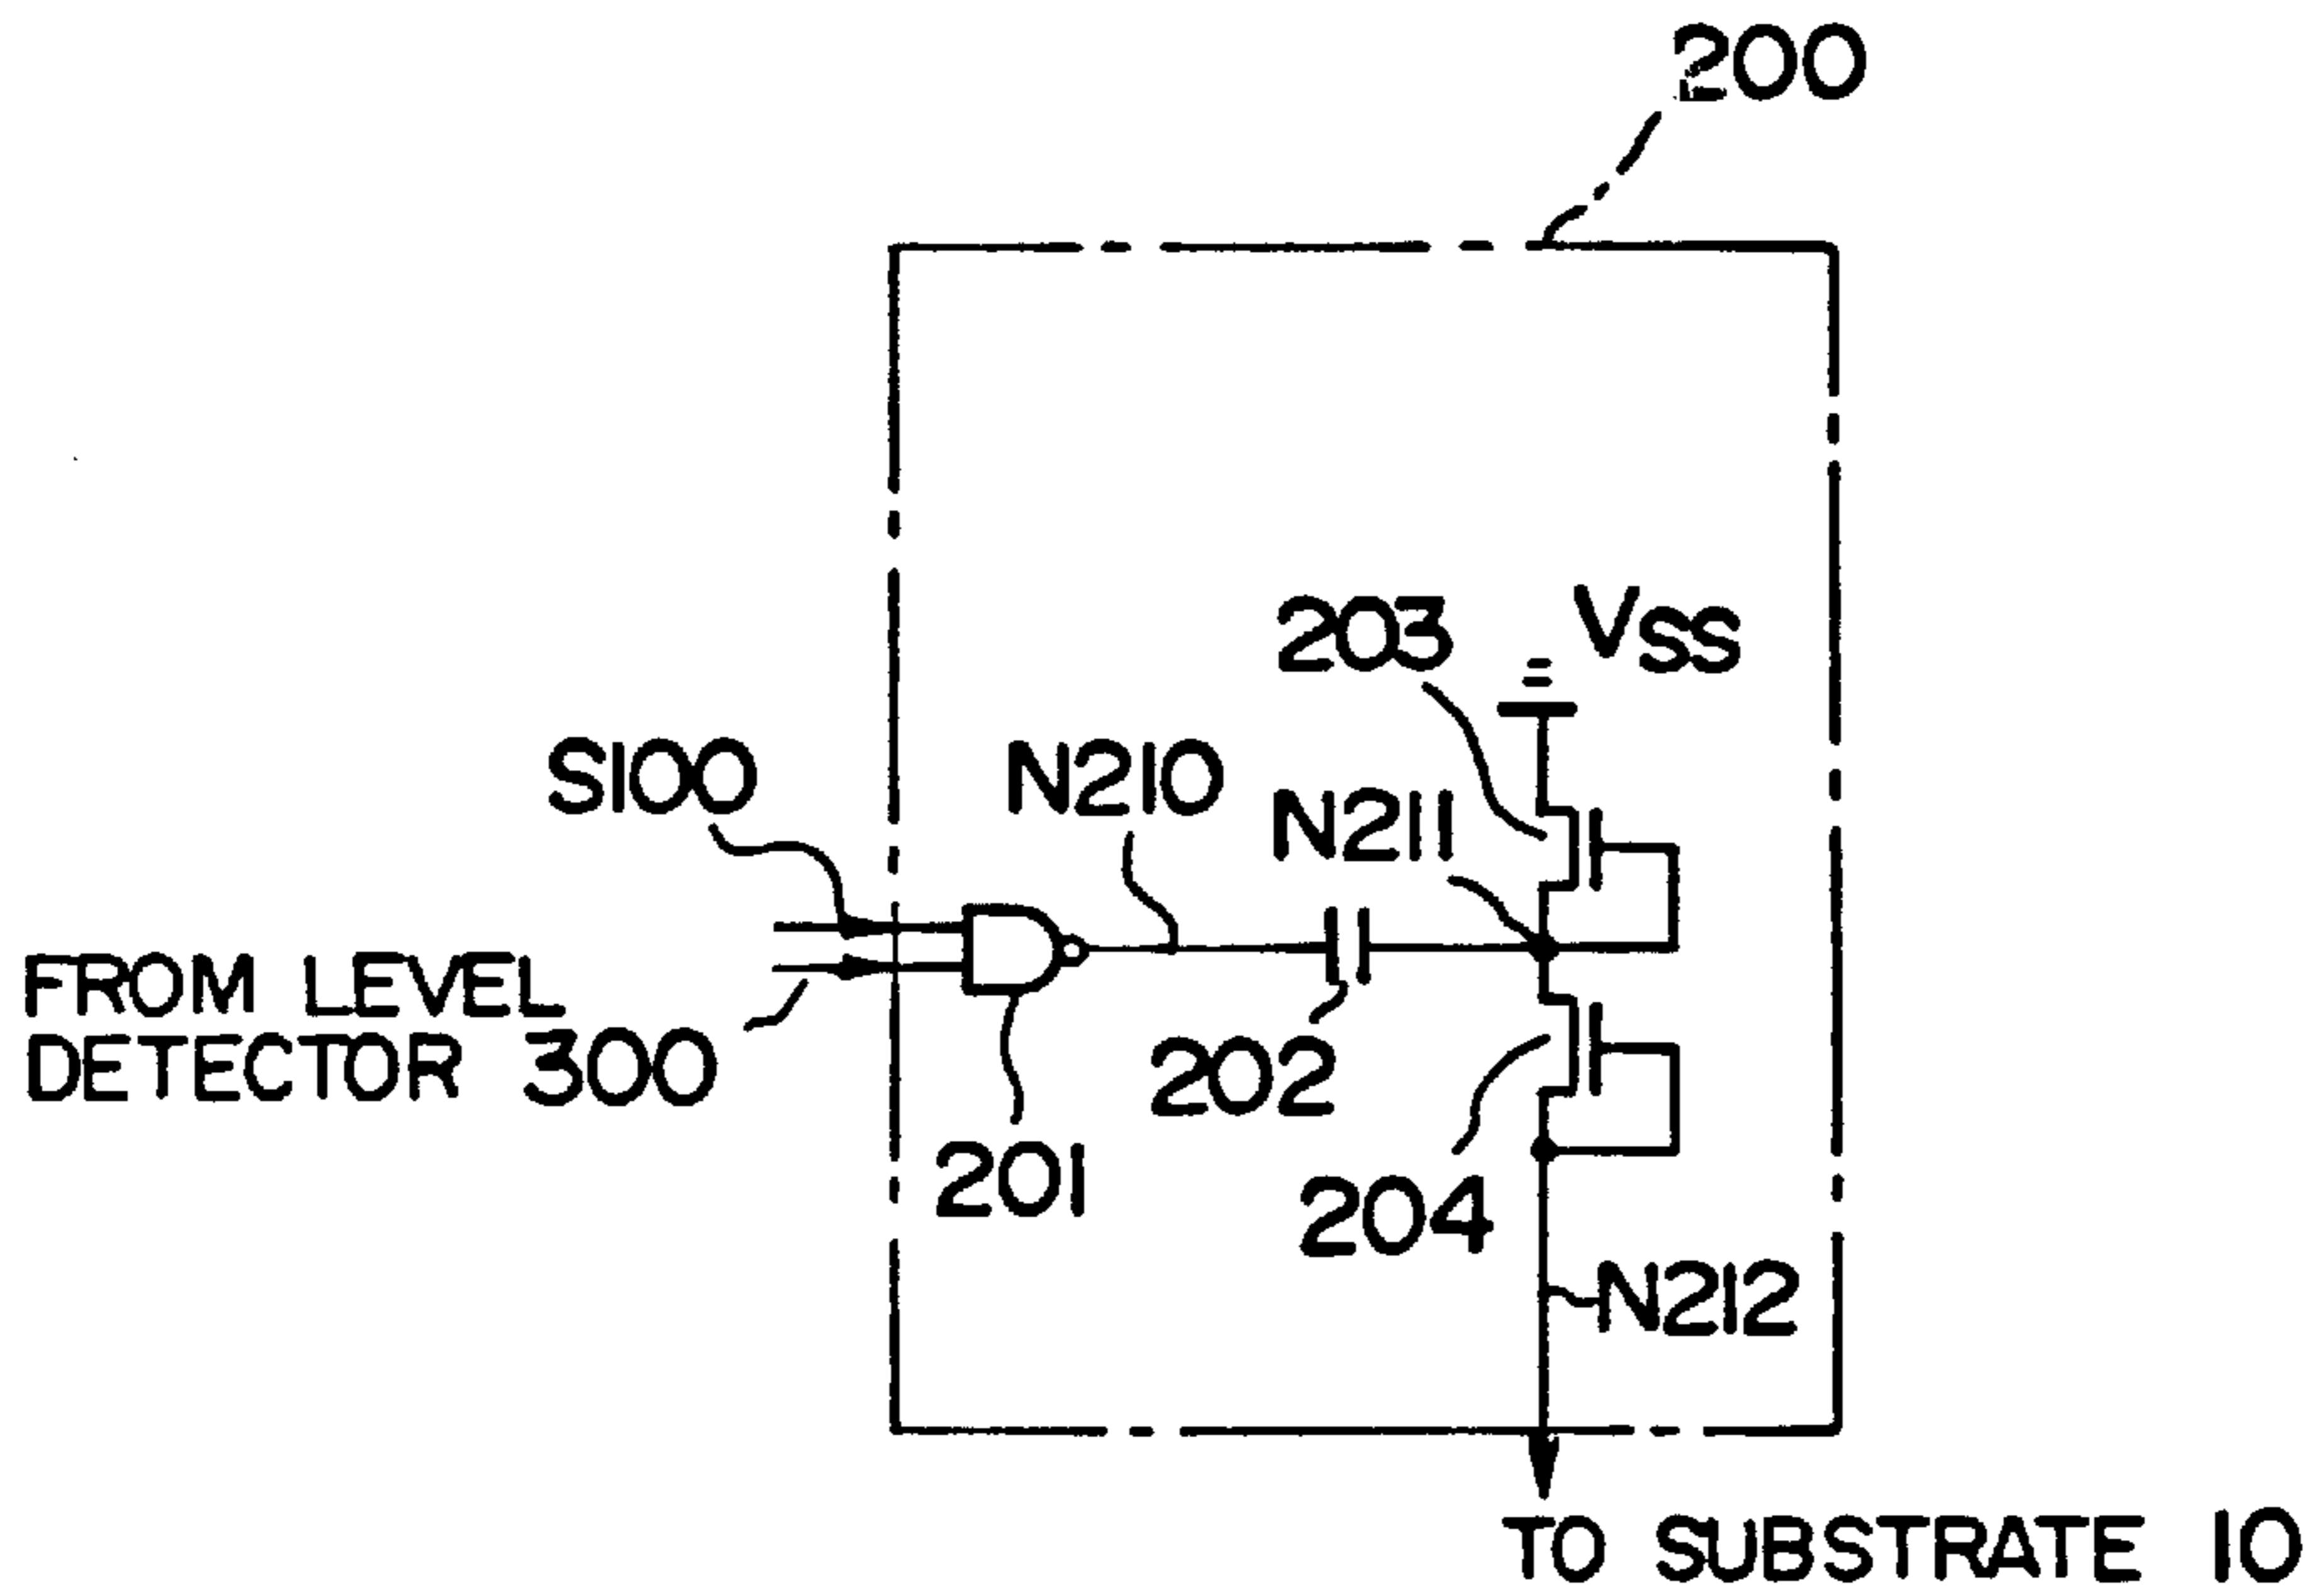 200
203
VSS
S100
N210
N211
FROM LEVEL
DETECTOR 300
202
201
204
N212
TO SUBSTRATE 10